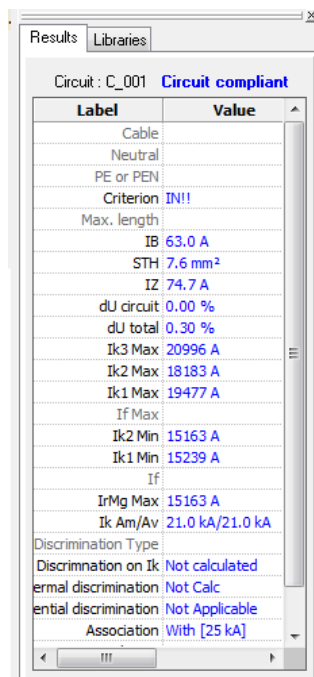 Results Libraries
Circuit : C_001 Circuit compliant
Label Value
Cable
Neutral
PE or PEN
Criterion IN!!
Max. length
IB 63.0 A
STH 7.6 mm²
IZ 74.7 A
dU circuit 0.00 %
dU total 0.30 %
Ik3 Max 20996 A
Ik2 Max 18183 A
Ik1 Max 19477 A
If Max
Ik2 Min 15163 A
Ik1 Min 15239 A
If
IrMg Max 15163 A
Ik Am/Av 21.0 kA/21.0 kA
Discrimination Type
Discrimnation on Ik Not calculated
ermal discrimination Not Calc
ential discrimination Not Applicable
Association With [25 kA]